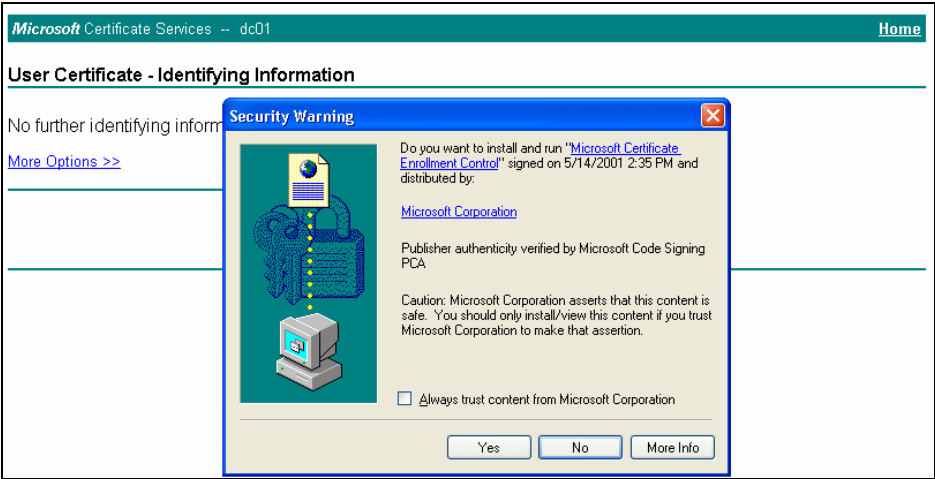 Microsoft Certificate Services -- dc01 Home
User Certificate - Identifying Information
No further identifying inform
More Options >>
Security Warning
Do you want to install and run "Microsoft Certificate
Enrollment Control" signed on 5/14/2001 2:35 PM and
distributed by:
Microsoft Corporation
Publisher authenticity verified by Microsoft Code Signing
PCA
Caution: Microsoft Corporation asserts that this content is
safe. You should only install/view this content if you trust
Microsoft Corporation to make that assertion.
Always trust content from Microsoft Corporation
Yes No More Info